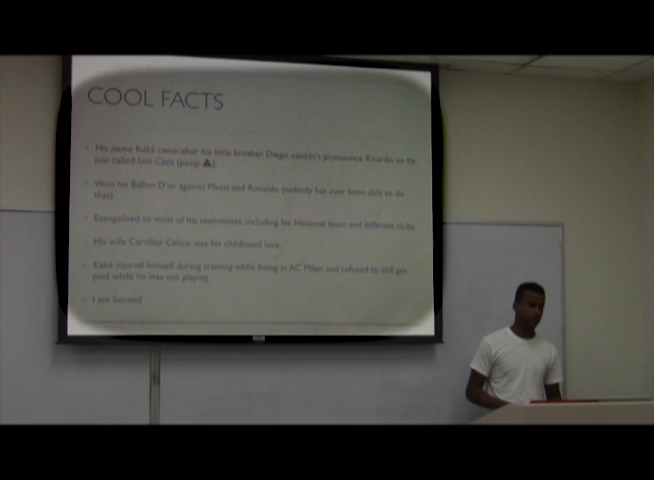 COOL FACTS
His name Kaká came after his little brother, Diego, couldn't pronounce Ricardo, so he
just called him Caca (poop 💩).
Won his Ballon D'or against Messi and Ronaldo (nobody has ever been able to do
that)
Evangelized to most of his teammates, including his National team and different clubs.
His wife Caroline Celico was his childhood love.
Kaká injured himself during training while being in AC Milan and refused to still get
paid while he was not playing.
I am Second